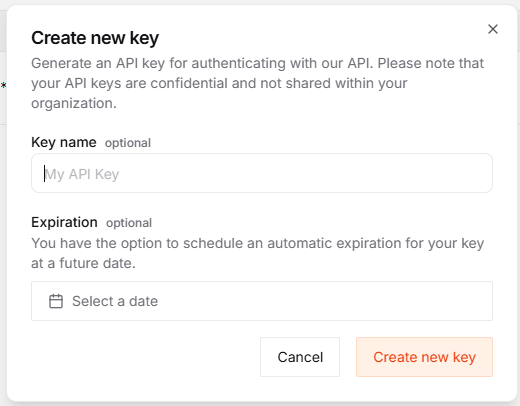 Create new key
Generate an API key for authenticating with our API. Please note that
your API keys are confidential and not shared within your
organization.
*
Key name optional
My API Key
Expiration optional
You have the option to schedule an automatic expiration for your key
at a future date.
Select a date
Cancel
Create new key